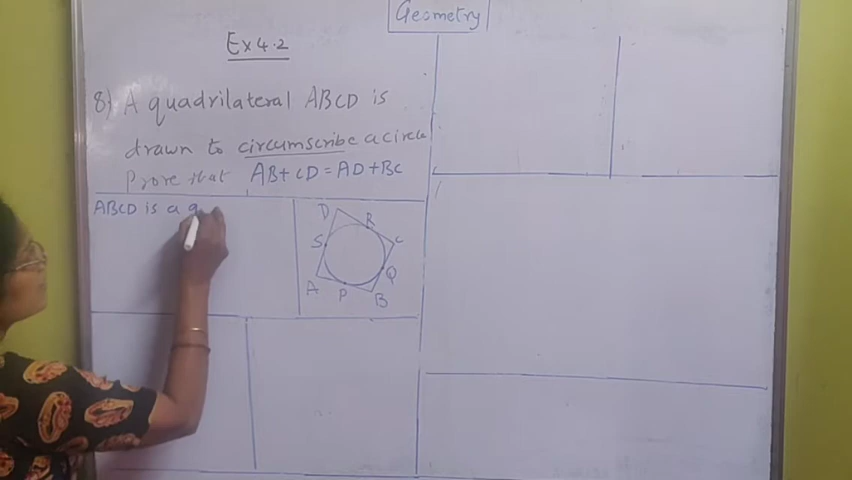 Geometry
Ex 4.2
8) A quadrilateral ABCD is
drawn to circumscribe a circle
Prove that AB + CD = AD + BC
ABCD is a q
D
R
S
C
Q
A
P
B